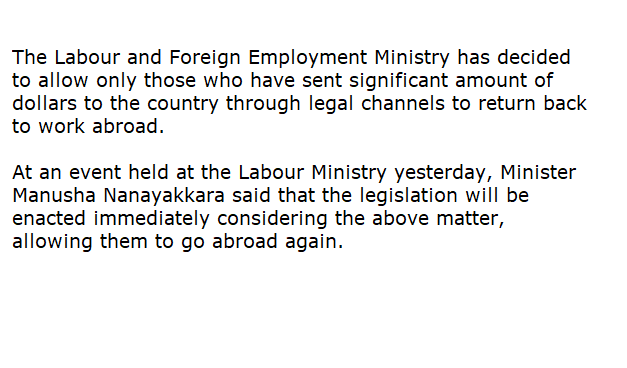 The Labour and Foreign Employment Ministry has decided
to allow only those who have sent significant amount of
dollars to the country through legal channels to return back
to work abroad.
At an event held at the Labour Ministry yesterday, Minister
Manusha Nanayakkara said that the legislation will be
enacted immediately considering the above matter,
allowing them to go abroad again.